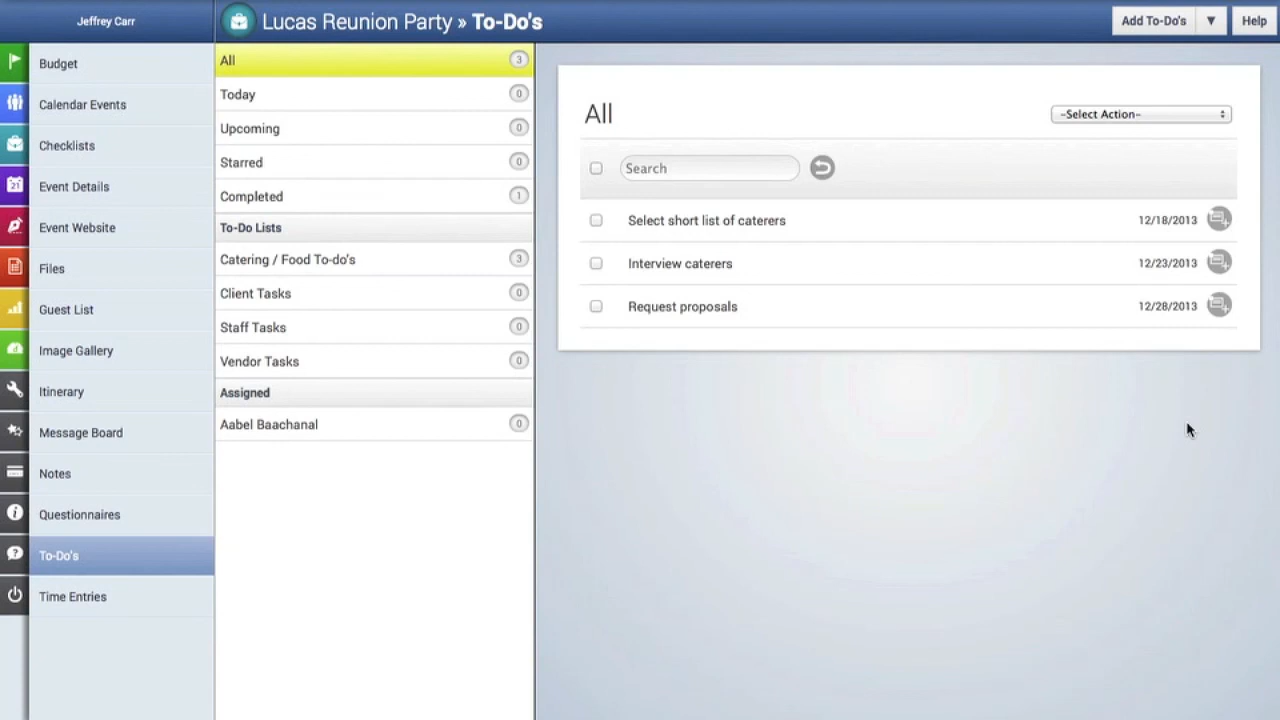 Jeffrey Carr
Lucas Reunion Party » To-Do's
Add To-Do's ▼
Help
Budget
Calendar Events
Checklists
21
Event Details
Event Website
Files
Guest List
Image Gallery
Itinerary
Message Board
Notes
Questionnaires
To-Do's
Time Entries
All 3
Today 0
Upcoming 0
Starred 0
Completed 1
To-Do Lists
Catering / Food To-do's 3
Client Tasks 0
Staff Tasks 0
Vendor Tasks 0
Assigned
Aabel Baachanal 0
All
-Select Action-
Search
Select short list of caterers 12/18/2013
Interview caterers 12/23/2013
Request proposals 12/28/2013